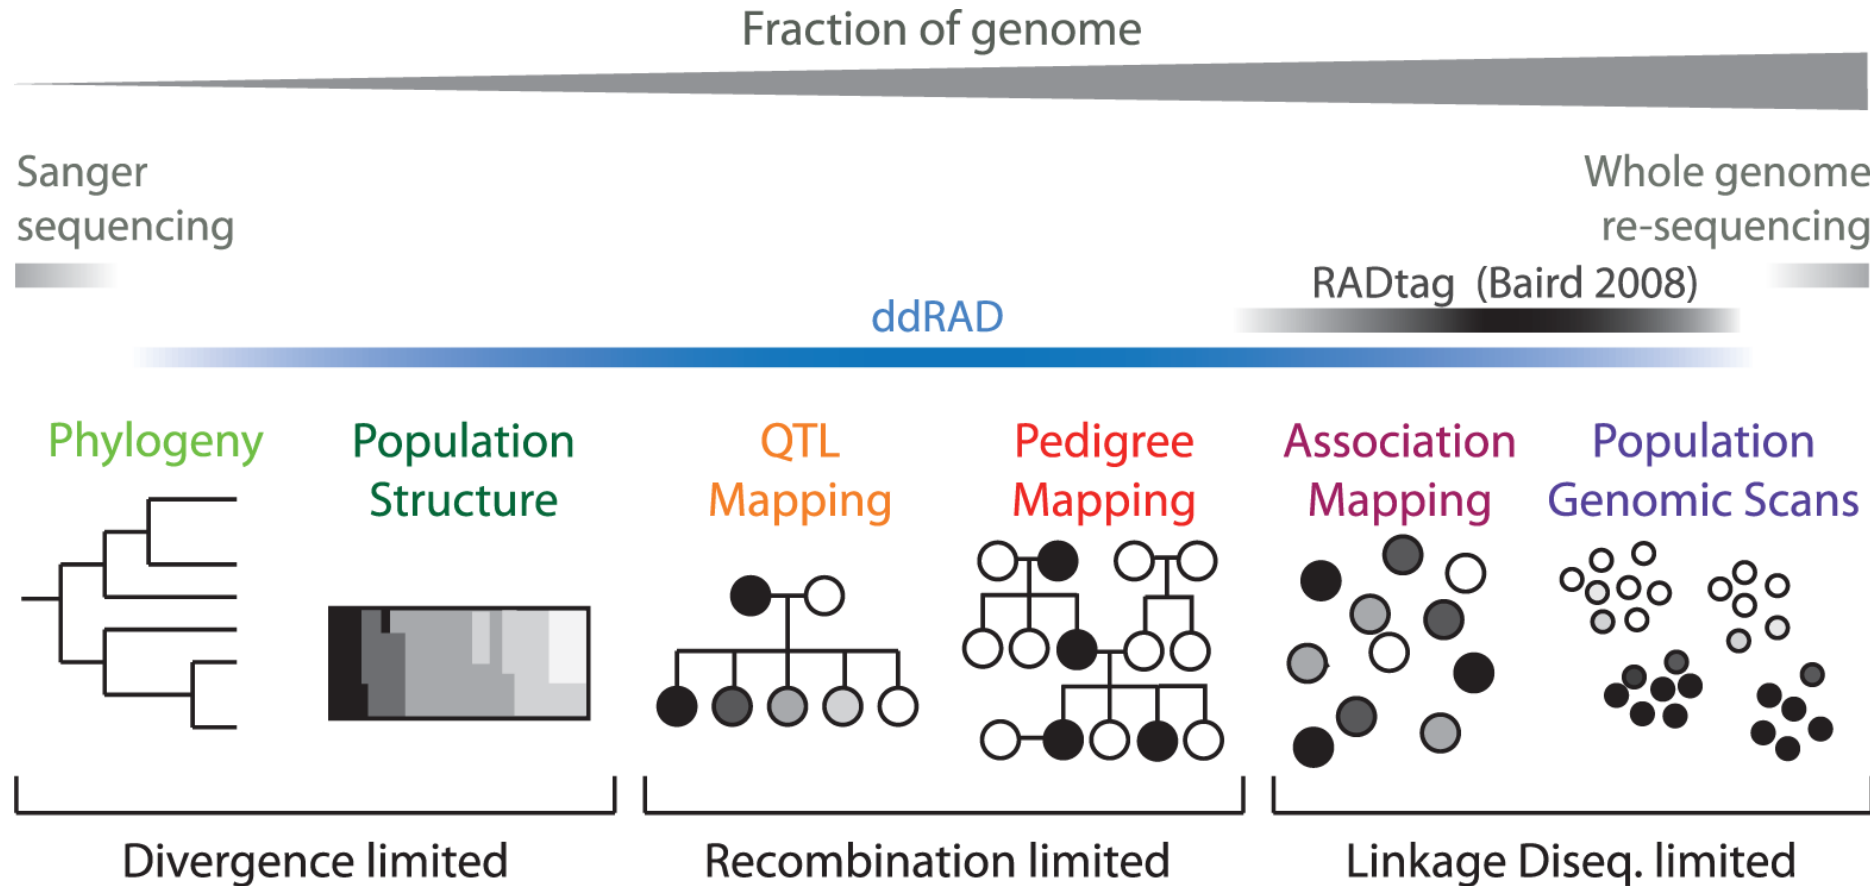 Fraction of genome
Sanger
sequencing
Whole genome
re-sequencing
RADtag (Baird 2008)
ddRAD
Phylogeny
Population
Structure
QTL
Mapping
Pedigree
Mapping
Association
Mapping
Population
Genomic Scans
Divergence limited
Recombination limited
Linkage Diseq. limited